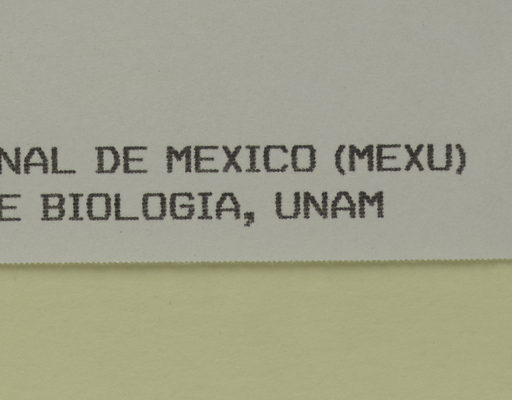 NAL DE MEXICO (MEXU)
E BIOLOGIA, UNAM